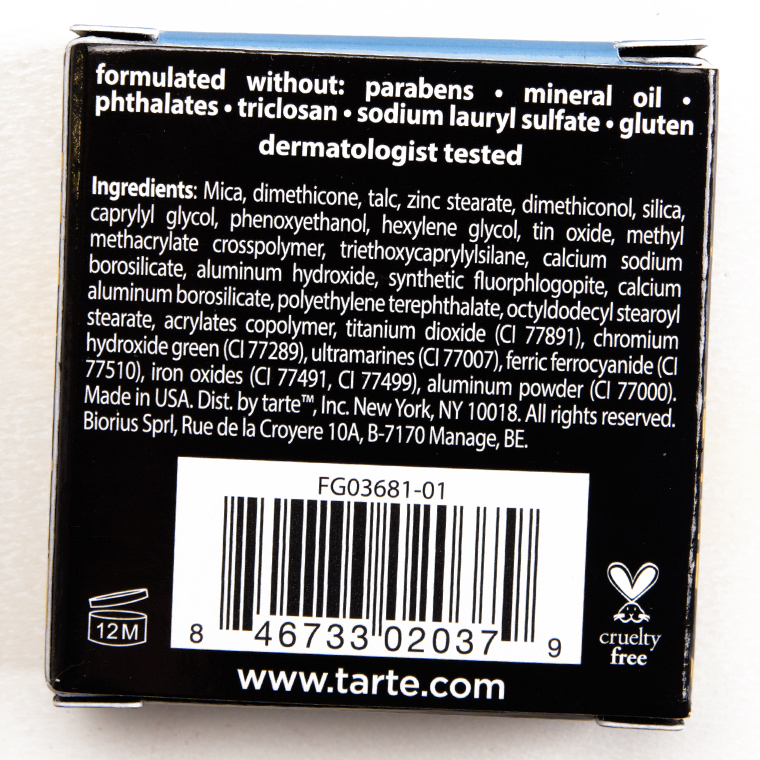 formulated without: parabens • mineral oil •
phthalates • triclosan • sodium lauryl sulfate • gluten
dermatologist tested
Ingredients: Mica, dimethicone, talc, zinc stearate, dimethiconol, silica,
caprylyl glycol, phenoxyethanol, hexylene glycol, tin oxide, methyl
methacrylate crosspolymer, triethoxycaprylylsilane, calcium sodium
borosilicate, aluminum hydroxide, synthetic fluorphlogopite, calcium
aluminum borosilicate, polyethylene terephthalate, octyldodecyl stearoyl
stearate, acrylates copolymer, titanium dioxide (CI 77891), chromium
hydroxide green (CI 77289), ultramarines (CI 77007), ferric ferrocyanide (CI
77510), iron oxides (CI 77491, CI 77499), aluminum powder (CI 77000).
Made in USA. Dist. by tarte™, Inc. New York, NY 10018. All rights reserved.
Biorius Sprl, Rue de la Croyere 10A, B-7170 Manage, BE.
FG03681-01
8 46733 02037 9
12M
cruelty
free
www.tarte.com